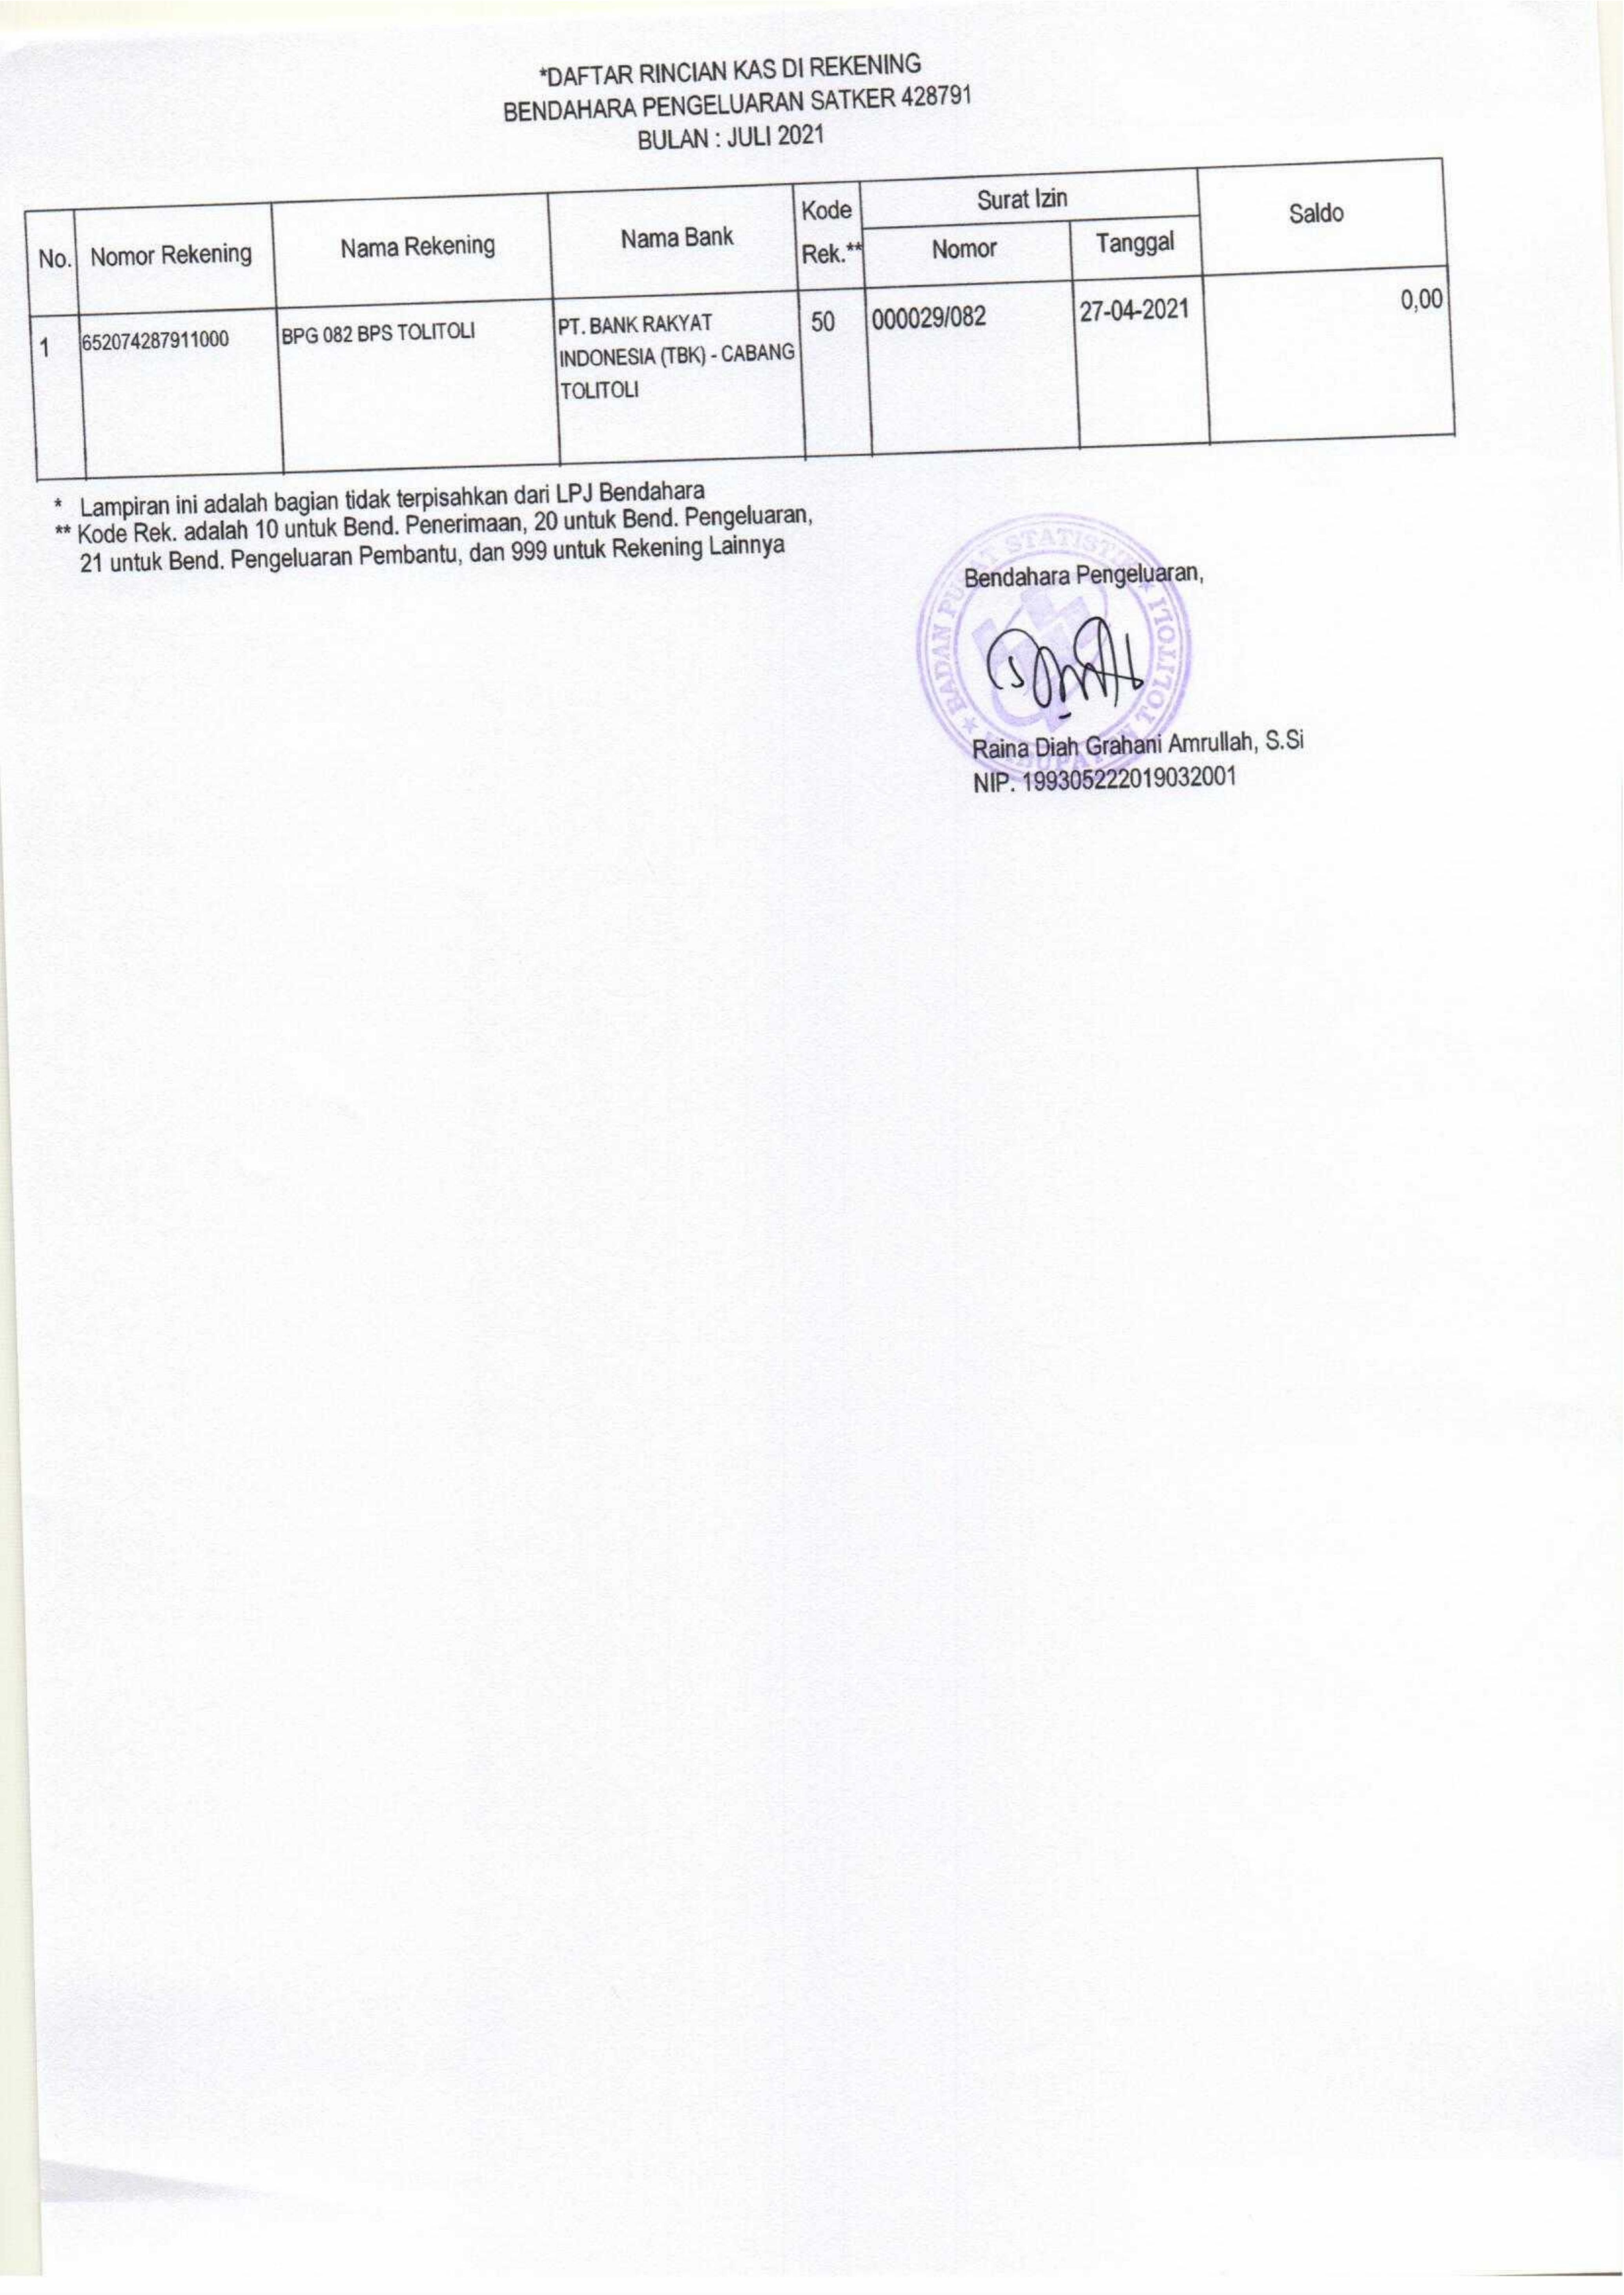 *DAFTAR RINCIAN KAS DI REKENING
BENDAHARA PENGELUARAN SATKER 428791
BULAN : JULI 2021
No. Nomor Rekening Nama Rekening Nama Bank Kode Rek.** Surat Izin Saldo
Nomor Tanggal
1 652074287911000 BPG 082 BPS TOLITOLI PT. BANK RAKYAT 50 000029/082 27-04-2021 0,00
INDONESIA (TBK) - CABANG
TOLITOLI
* Lampiran ini adalah bagian tidak terpisahkan dari LPJ Bendahara
** Kode Rek. adalah 10 untuk Bend. Penerimaan, 20 untuk Bend. Pengeluaran,
21 untuk Bend. Pengeluaran Pembantu, dan 999 untuk Rekening Lainnya
Bendahara Pengeluaran,
BADAN PUSAT STATISTIK
KABUPATEN TOLITOLI
Raina Diah Grahani Amrullah, S.Si
NIP. 199305222019032001